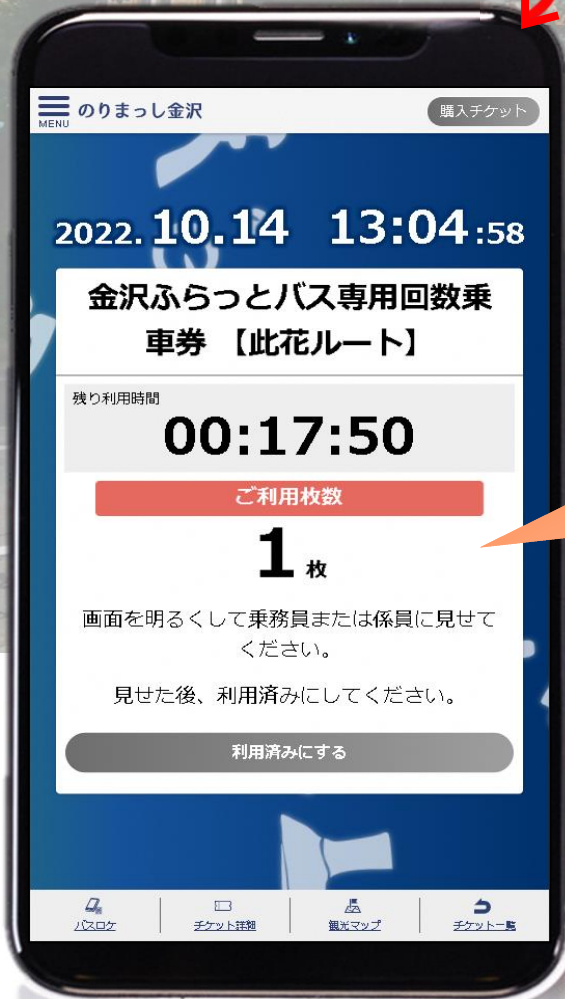 のりまっし金沢
MENU
購入チケット
2022.10.14 13:04:58
金沢ふらっとバス専用回数乗
車券 【此花ルート】
残り利用時間
00:17:50
ご利用枚数
1枚
画面を明るくして乗務員または係員に見せて
ください。
見せた後、利用済みにしてください。
利用済みにする
バスロケ
チケット詳細
観光マップ
チケット一覧